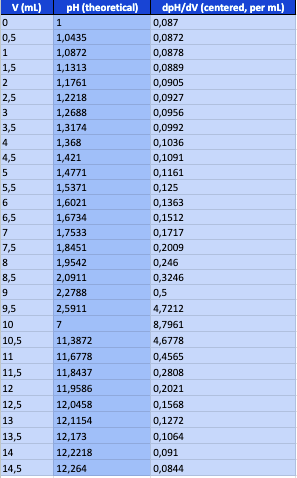 V (mL) pH (theoretical) dpH/dV (centered, per mL)
0 1 0,087
0,5 1,0435 0,0872
1 1,0872 0,0878
1,5 1,1313 0,0889
2 1,1761 0,0905
2,5 1,2218 0,0927
3 1,2688 0,0956
3,5 1,3174 0,0992
4 1,368 0,1036
4,5 1,421 0,1091
5 1,4771 0,1161
5,5 1,5371 0,125
6 1,6021 0,1363
6,5 1,6734 0,1512
7 1,7533 0,1717
7,5 1,8451 0,2009
8 1,9542 0,246
8,5 2,0911 0,3246
9 2,2788 0,5
9,5 2,5911 4,7212
10 7 8,7961
10,5 11,3872 4,6778
11 11,6778 0,4565
11,5 11,8437 0,2808
12 11,9586 0,2021
12,5 12,0458 0,1568
13 12,1154 0,1272
13,5 12,173 0,1064
14 12,2218 0,091
14,5 12,264 0,0844